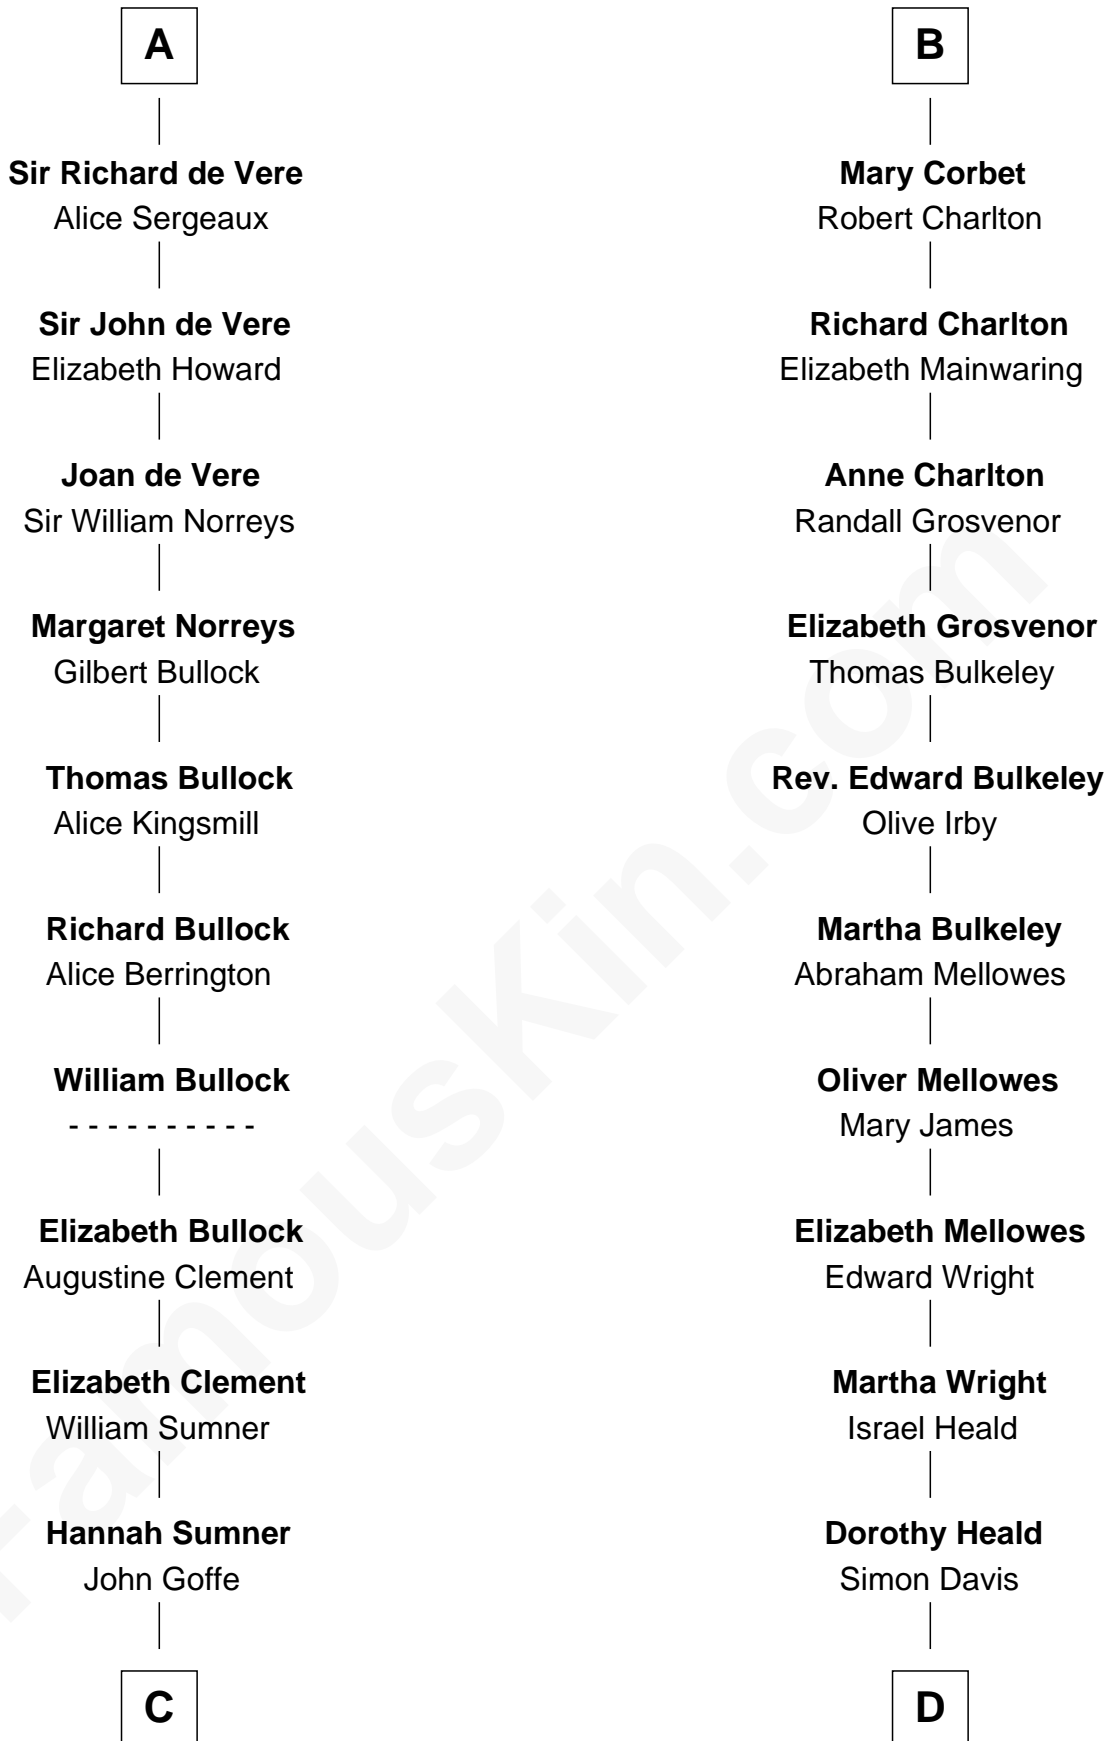 A
Sir Richard de Vere
Alice Sergeaux
Sir John de Vere
Elizabeth Howard
Joan de Vere
Sir William Norreys
Margaret Norreys
Gilbert Bullock
Thomas Bullock
Alice Kingsmill
Richard Bullock
Alice Berrington
William Bullock
- - - - - - - - - -
Elizabeth Bullock
Augustine Clement
Elizabeth Clement
William Sumner
Hannah Sumner
John Goffe
C
B
Mary Corbet
Robert Charlton
Richard Charlton
Elizabeth Mainwaring
Anne Charlton
Randall Grosvenor
Elizabeth Grosvenor
Thomas Bulkeley
Rev. Edward Bulkeley
Olive Irby
Martha Bulkeley
Abraham Mellowes
Oliver Mellowes
Mary James
Elizabeth Mellowes
Edward Wright
Martha Wright
Israel Heald
Dorothy Heald
Simon Davis
D
FamousKin.com